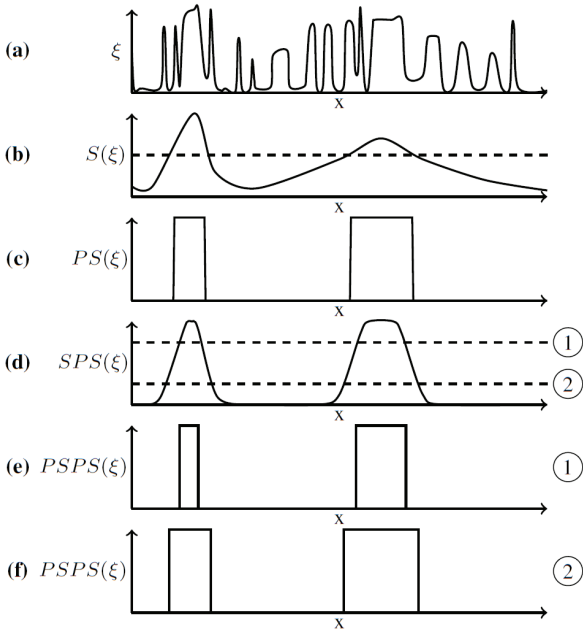 (a) ξ
x
(b) S(ξ)
x
(c) PS(ξ)
x
(d) SPS(ξ) 1
2
x
(e) PSPS(ξ) 1
x
(f) PSPS(ξ) 2
x